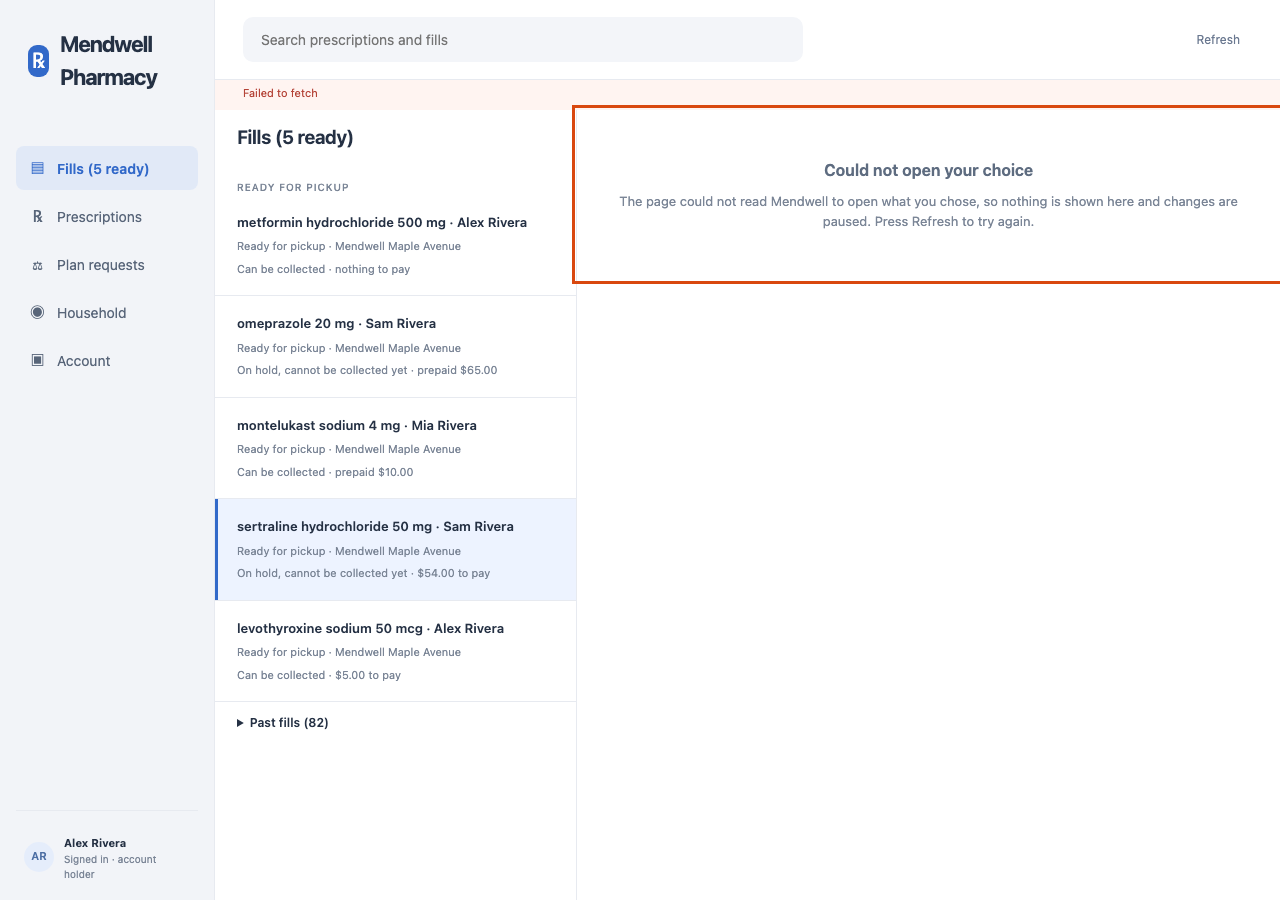 ℞
Mendwell
Pharmacy
Fills (5 ready)
℞ Prescriptions
Plan requests
Household
Account
AR
Alex Rivera
Signed in · account
holder
Search prescriptions and fills
Refresh
Failed to fetch
Fills (5 ready)
READY FOR PICKUP
metformin hydrochloride 500 mg · Alex Rivera
Ready for pickup · Mendwell Maple Avenue
Can be collected · nothing to pay
omeprazole 20 mg · Sam Rivera
Ready for pickup · Mendwell Maple Avenue
On hold, cannot be collected yet · prepaid $65.00
montelukast sodium 4 mg · Mia Rivera
Ready for pickup · Mendwell Maple Avenue
Can be collected · prepaid $10.00
sertraline hydrochloride 50 mg · Sam Rivera
Ready for pickup · Mendwell Maple Avenue
On hold, cannot be collected yet · $54.00 to pay
levothyroxine sodium 50 mcg · Alex Rivera
Ready for pickup · Mendwell Maple Avenue
Can be collected · $5.00 to pay
Past fills (82)
Could not open your choice
The page could not read Mendwell to open what you chose, so nothing is shown here and changes are
paused. Press Refresh to try again.